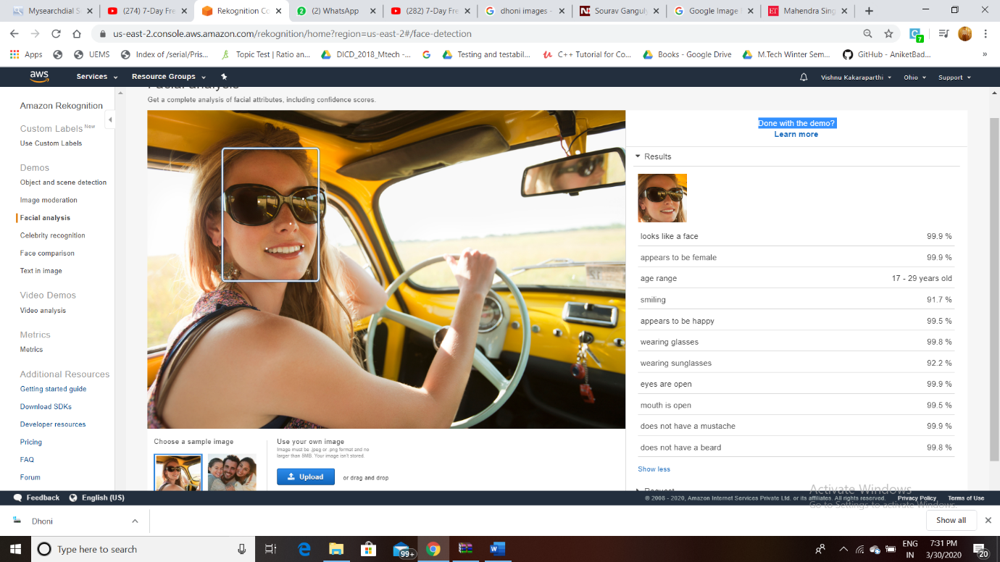 Mysearchdial S
(274) 7-Day Fre
Rekognition Co
(2) WhatsApp
(282) 7-Day Fre
dhoni images -
Sourav Ganguly
Google Image
Mahendra Sing
us-east-2.console.aws.amazon.com/rekognition/home?region=us-east-2#/face-detection
7
Apps
UEMS
Index of /serial/Pris...
Topic Test | Ratio an...
DICD_2018_Mtech -...
Testing and testabil...
C++ Tutorial for Co...
Books - Google Drive
M.Tech Winter Sem...
GitHub - AniketBad...
»
aws
Services
Resource Groups
Vishnu Kakaraparthi
Ohio
Support
Amazon Rekognition
Custom Labels New
Use Custom Labels
Demos
Object and scene detection
Image moderation
Facial analysis
Celebrity recognition
Face comparison
Text in image
Video Demos
Video analysis
Metrics
Metrics
Additional Resources
Getting started guide
Download SDKs
Developer resources
Pricing
FAQ
Forum
Facial analysis
Get a complete analysis of facial attributes, including confidence scores.
Choose a sample image
Use your own image
Image must be .jpeg or .png format and no
larger than 5MB. Your image isn't stored.
Upload
or drag and drop
Done with the demo?
Learn more
Results
looks like a face 99.9 %
appears to be female 99.9 %
age range 17 - 29 years old
smiling 91.7 %
appears to be happy 99.5 %
wearing glasses 99.8 %
wearing sunglasses 92.2 %
eyes are open 99.9 %
mouth is open 99.5 %
does not have a mustache 99.9 %
does not have a beard 99.8 %
Show less
Request
Activate Windows
Go to Settings to activate Windows.
Feedback
English (US)
© 2008 - 2020, Amazon Internet Services Private Ltd. or its affiliates. All rights reserved.
Privacy Policy
Terms of Use
Dhoni
Show all
Type here to search
99+
ENG
IN
7:31 PM
3/30/2020
20